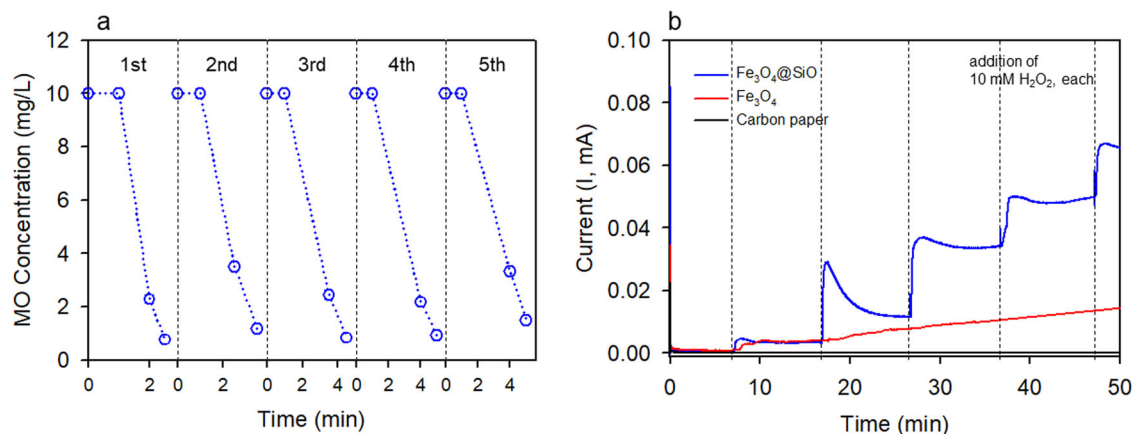 a
12
10
8
6
4
2
0
MO Concentration (mg/L)
1st
2nd
3rd
4th
5th
0 2 0 2 0 2 4 0 2 4 0 2 4
Time (min)
b
0.10
0.08
0.06
0.04
0.02
0.00
Current (I, mA)
Fe₃O₄@SiO
Fe₃O₄
Carbon paper
addition of
10 mM H₂O₂, each
0 10 20 30 40 50
Time (min)